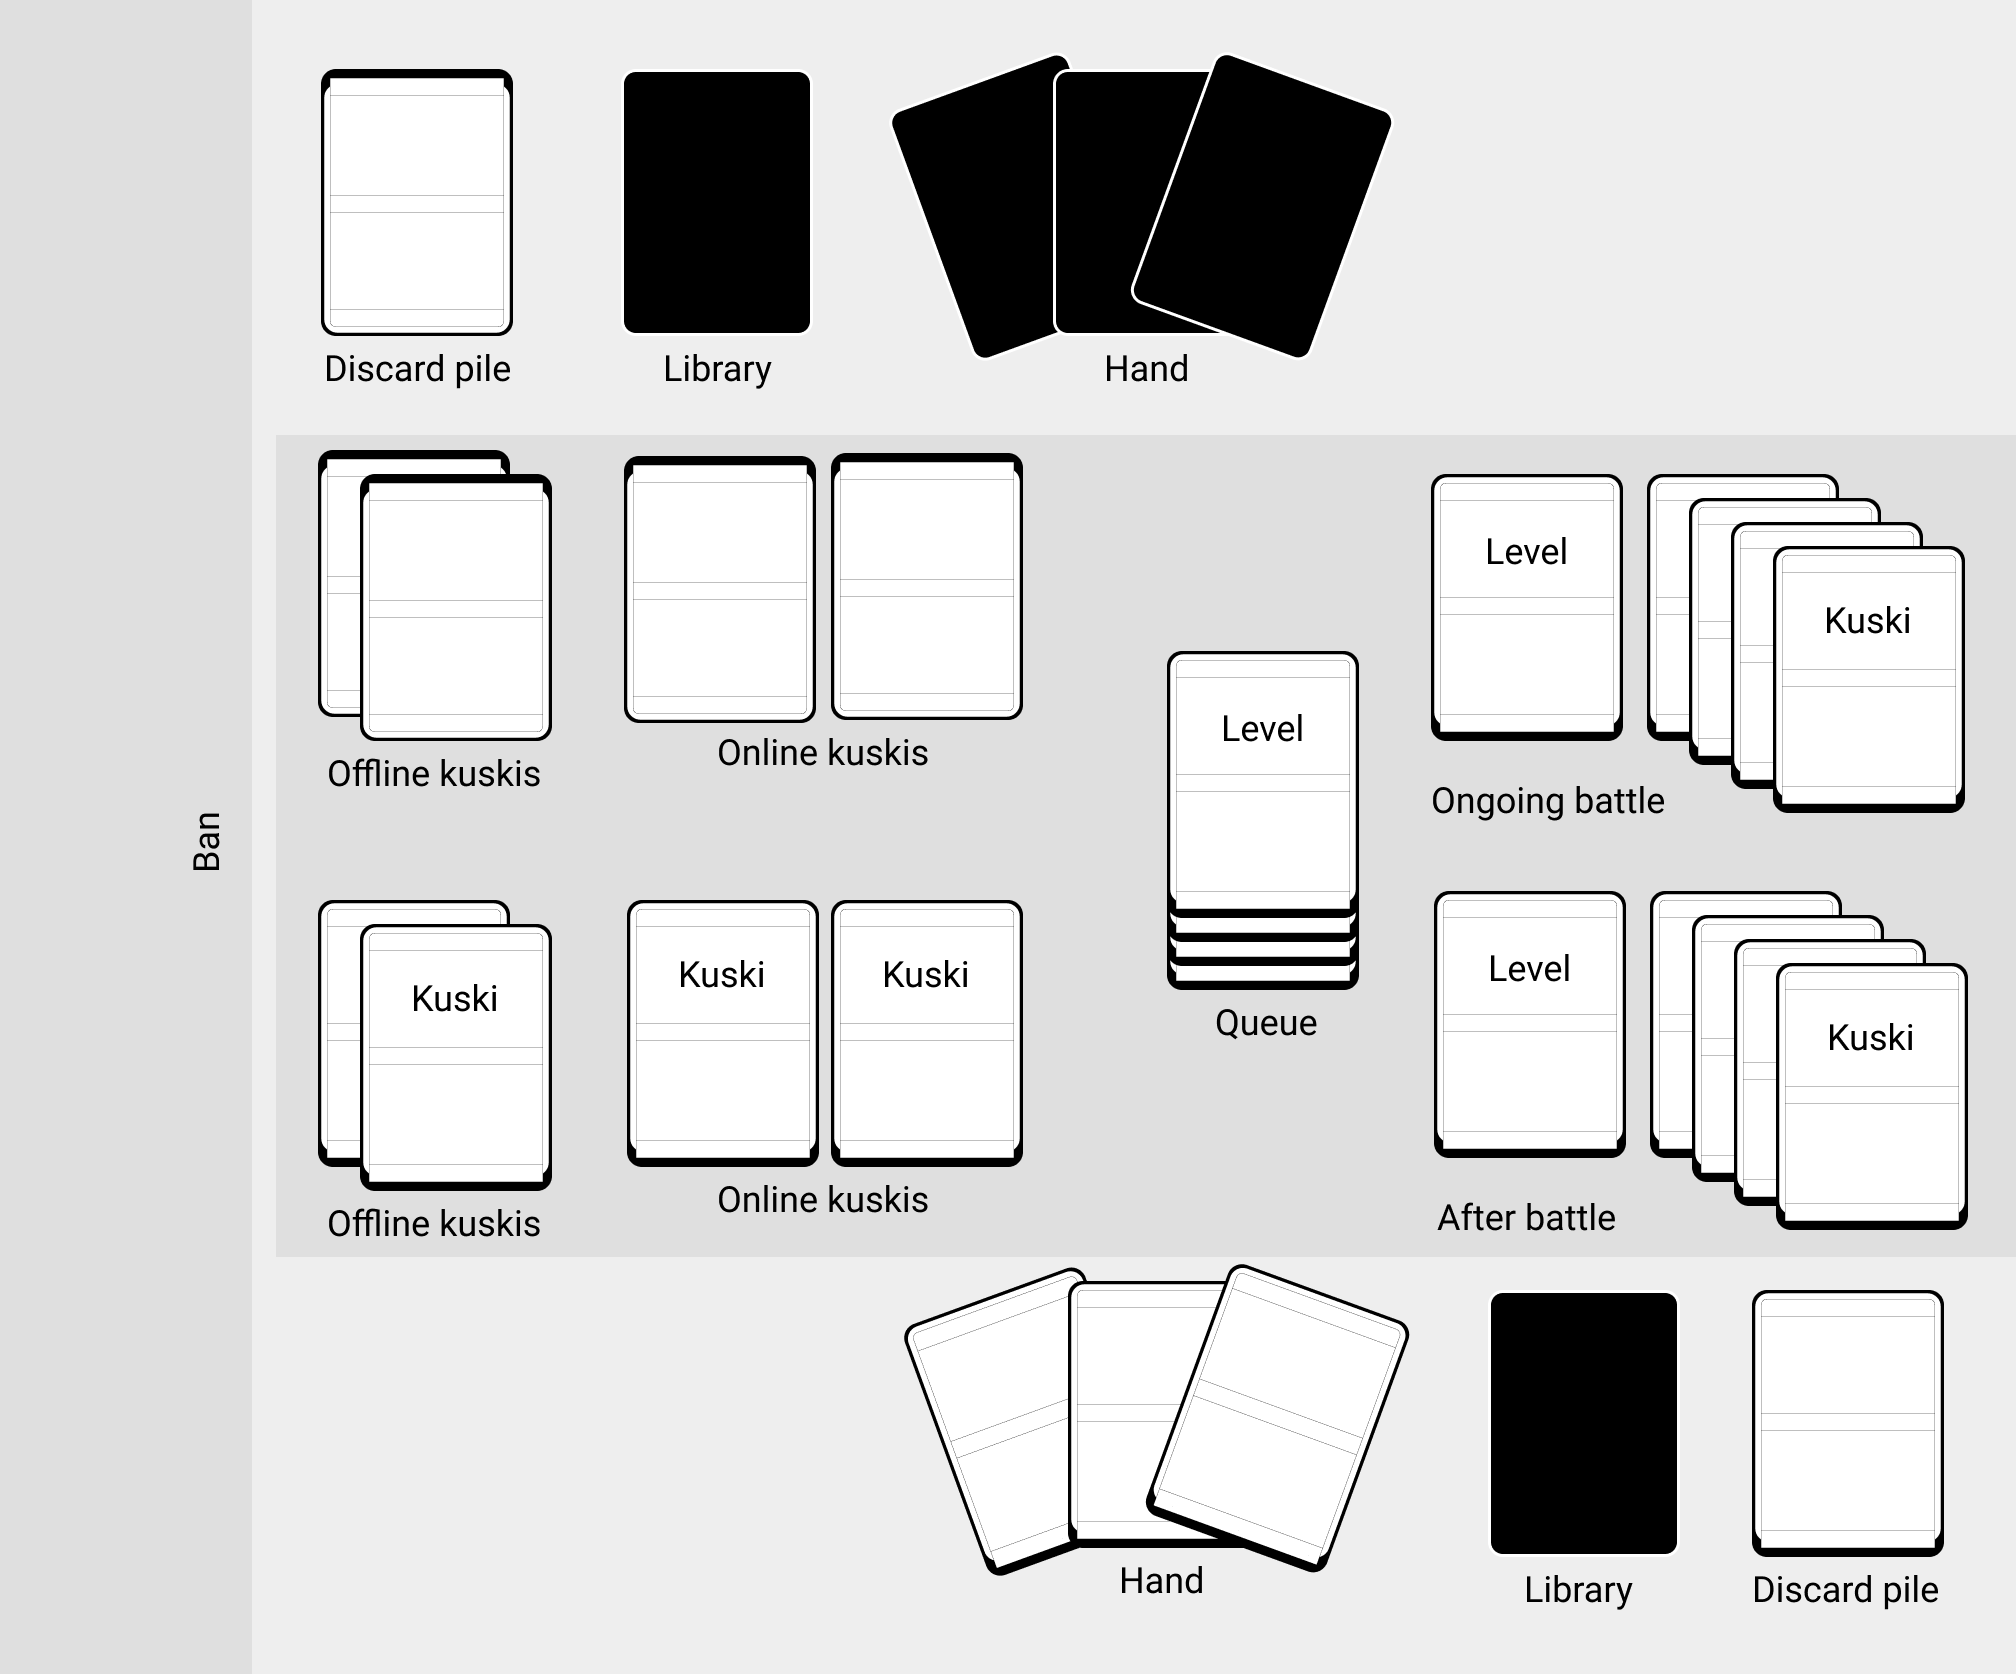 Discard pile
Library
Hand
Offline kuskis
Online kuskis
Level
Kuski
Ongoing battle
Level
Queue
Ban
Kuski
Offline kuskis
Kuski
Kuski
Online kuskis
Level
Kuski
After battle
Hand
Library
Discard pile